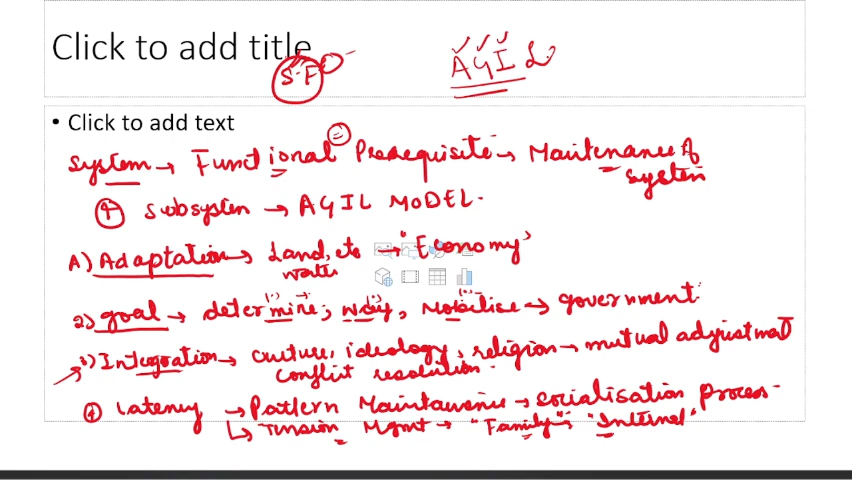 Click to add title
S.F
AGIL
• Click to add text
System → Functional Prerequisite → Maintenance of
system
④ Subsystem → AGIL MODEL.
A) Adaptation → Land, etc → "Economy"
water
2) goal → determine, way, Mobilise → government
3) Integration → culture, ideology, religion → mutual adjustment
conflict resolution.
④ Latency → Pattern Maintainence → socialisation process.
↳ Tension Mgmt → "Family", "Internal"